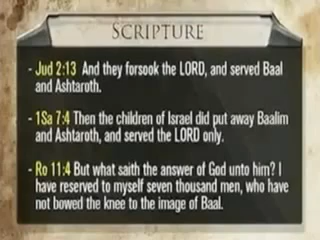 SCRIPTURE
- Jud 2:13 And they forsook the LORD, and served Baal
and Ashtaroth.
- 1Sa 7:4 Then the children of Israel did put away Baalim
and Ashtaroth, and served the LORD only.
- Ro 11:4 But what saith the answer of God unto him? I
have reserved to myself seven thousand men, who have
not bowed the knee to the image of Baal.